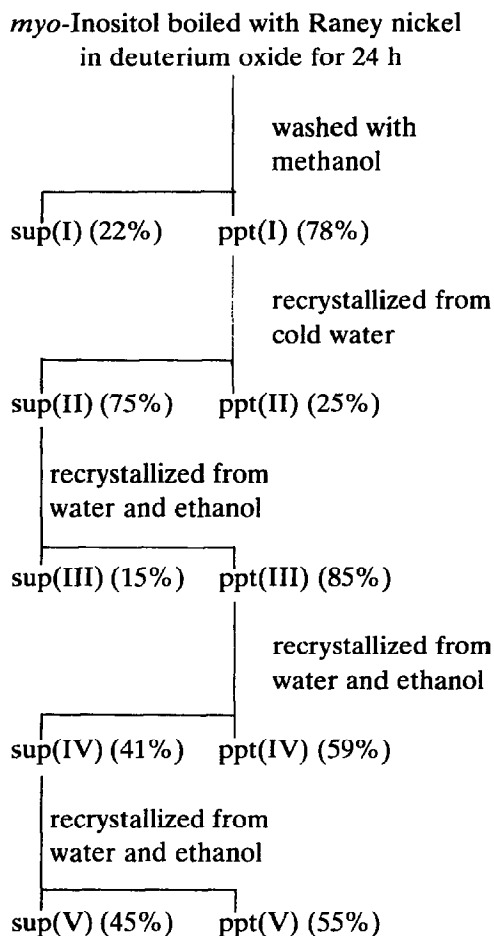 myo-Inositol boiled with Raney nickel
in deuterium oxide for 24 h
washed with
methanol
sup(I) (22%) ppt(I) (78%)
recrystallized from
cold water
sup(II) (75%) ppt(II) (25%)
recrystallized from
water and ethanol
sup(III) (15%) ppt(III) (85%)
recrystallized from
water and ethanol
sup(IV) (41%) ppt(IV) (59%)
recrystallized from
water and ethanol
sup(V) (45%) ppt(V) (55%)